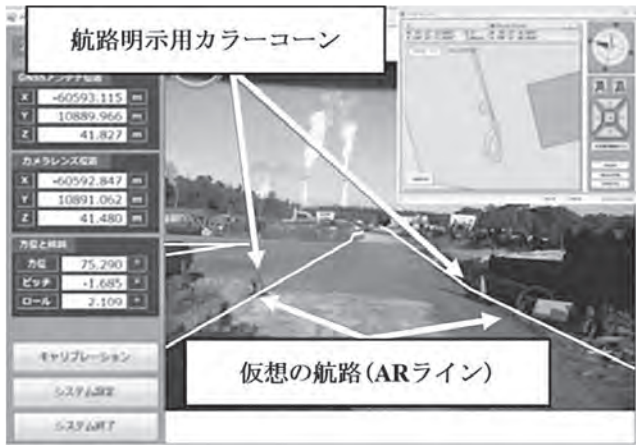 航路明示用カラーコーン
GNSSアンテナ位置
X -60593.115 m
Y 10889.966 m
Z 41.827 m
カメラレンズ位置
X -60592.847 m
Y 10891.062 m
Z 41.480 m
方位と傾斜
方位 75.290 °
ピッチ -1.685 °
ロール 2.109 °
キャリブレーション
システム設定
システム終了
仮想の航路(ARライン)